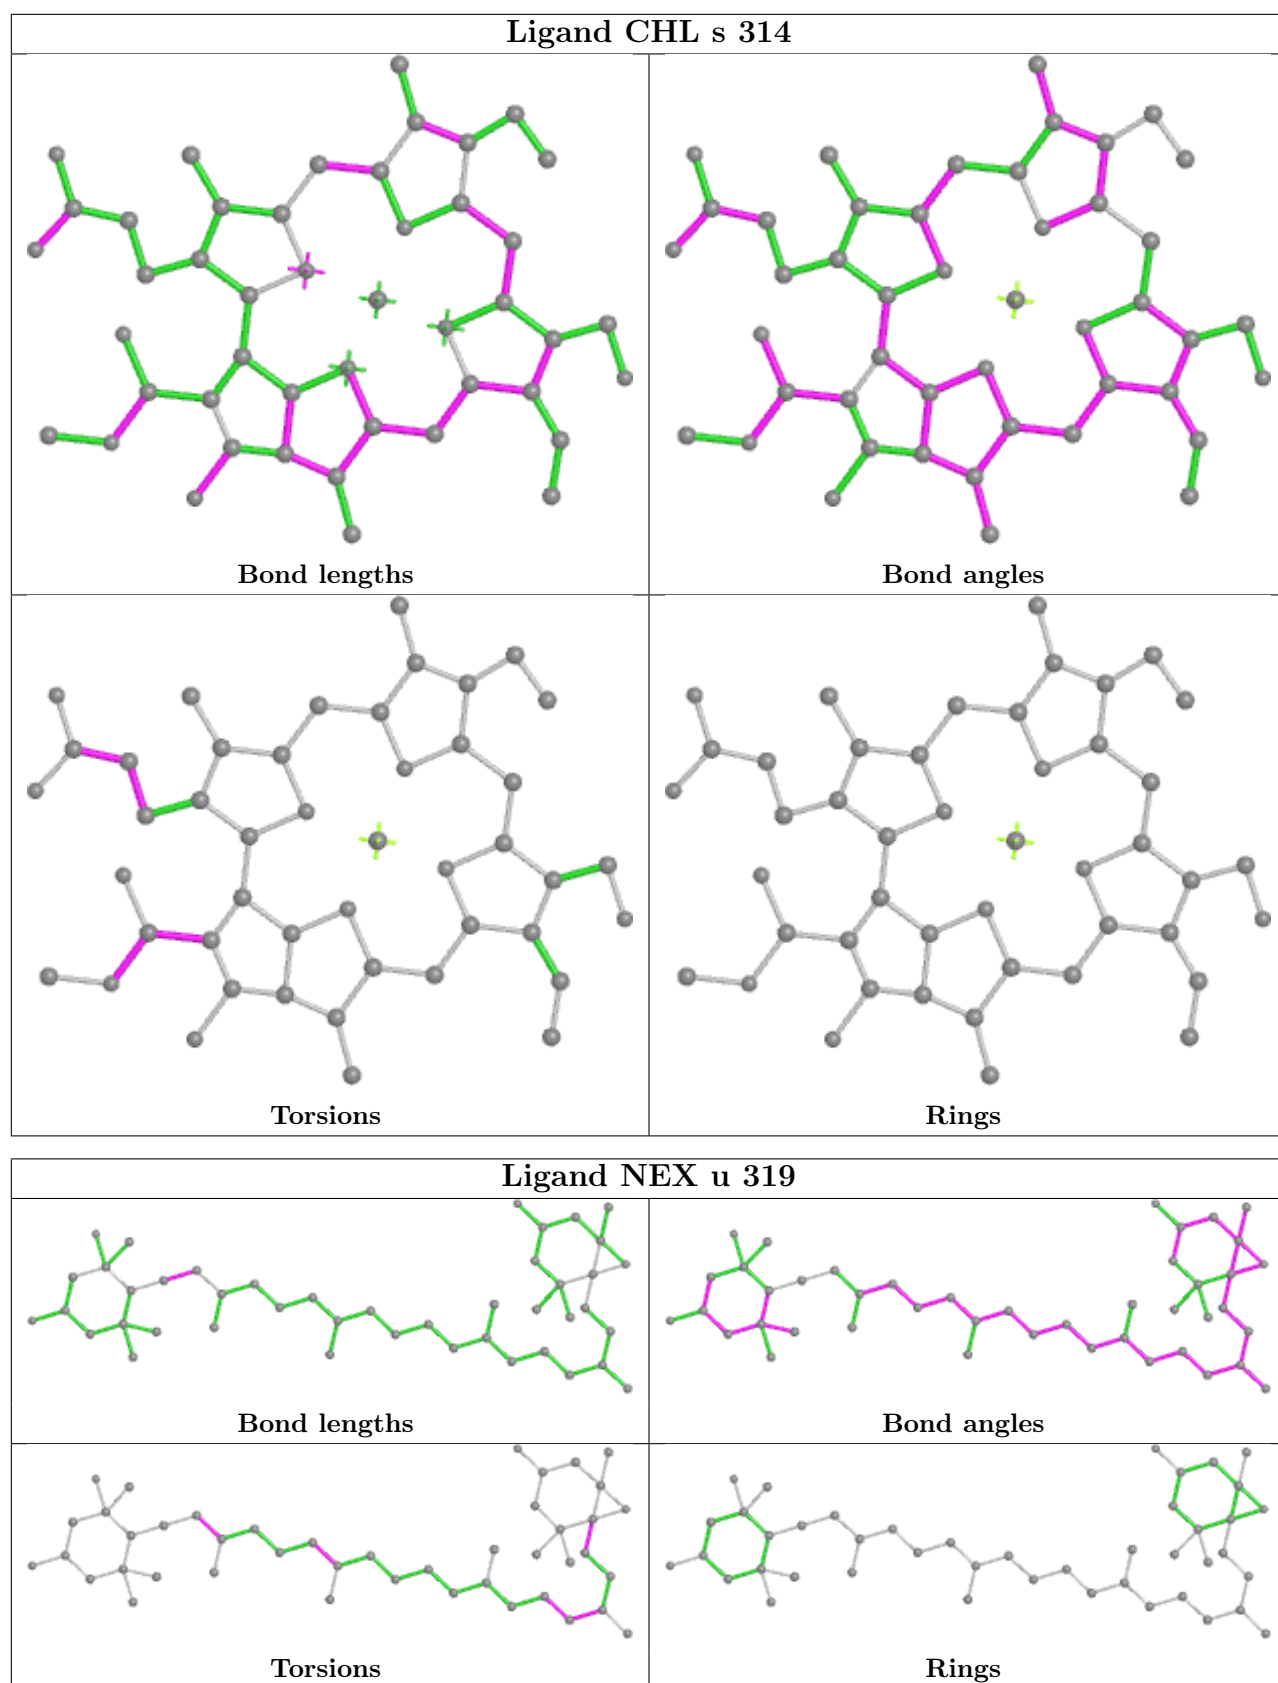 Ligand CHL s 314
Bond lengths
Bond angles
Torsions
Rings
Ligand NEX u 319
Bond lengths
Bond angles
Torsions
Rings